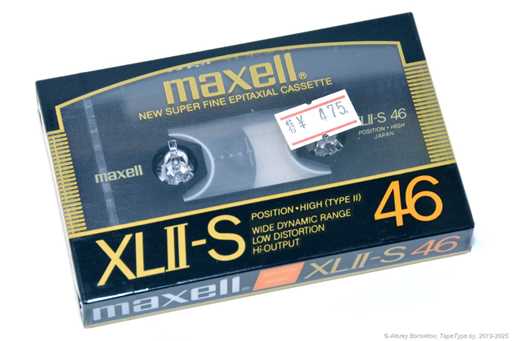 maxell®
NEW SUPER FINE EPITAXIAL CASSETTE
¥ 475.
XLII-S 46
POSITION • HIGH
JAPAN
maxell
XLII-S
POSITION • HIGH (TYPE II)
WIDE DYNAMIC RANGE
LOW DISTORTION
Hi-OUTPUT
46
maxell
XLII-S 46